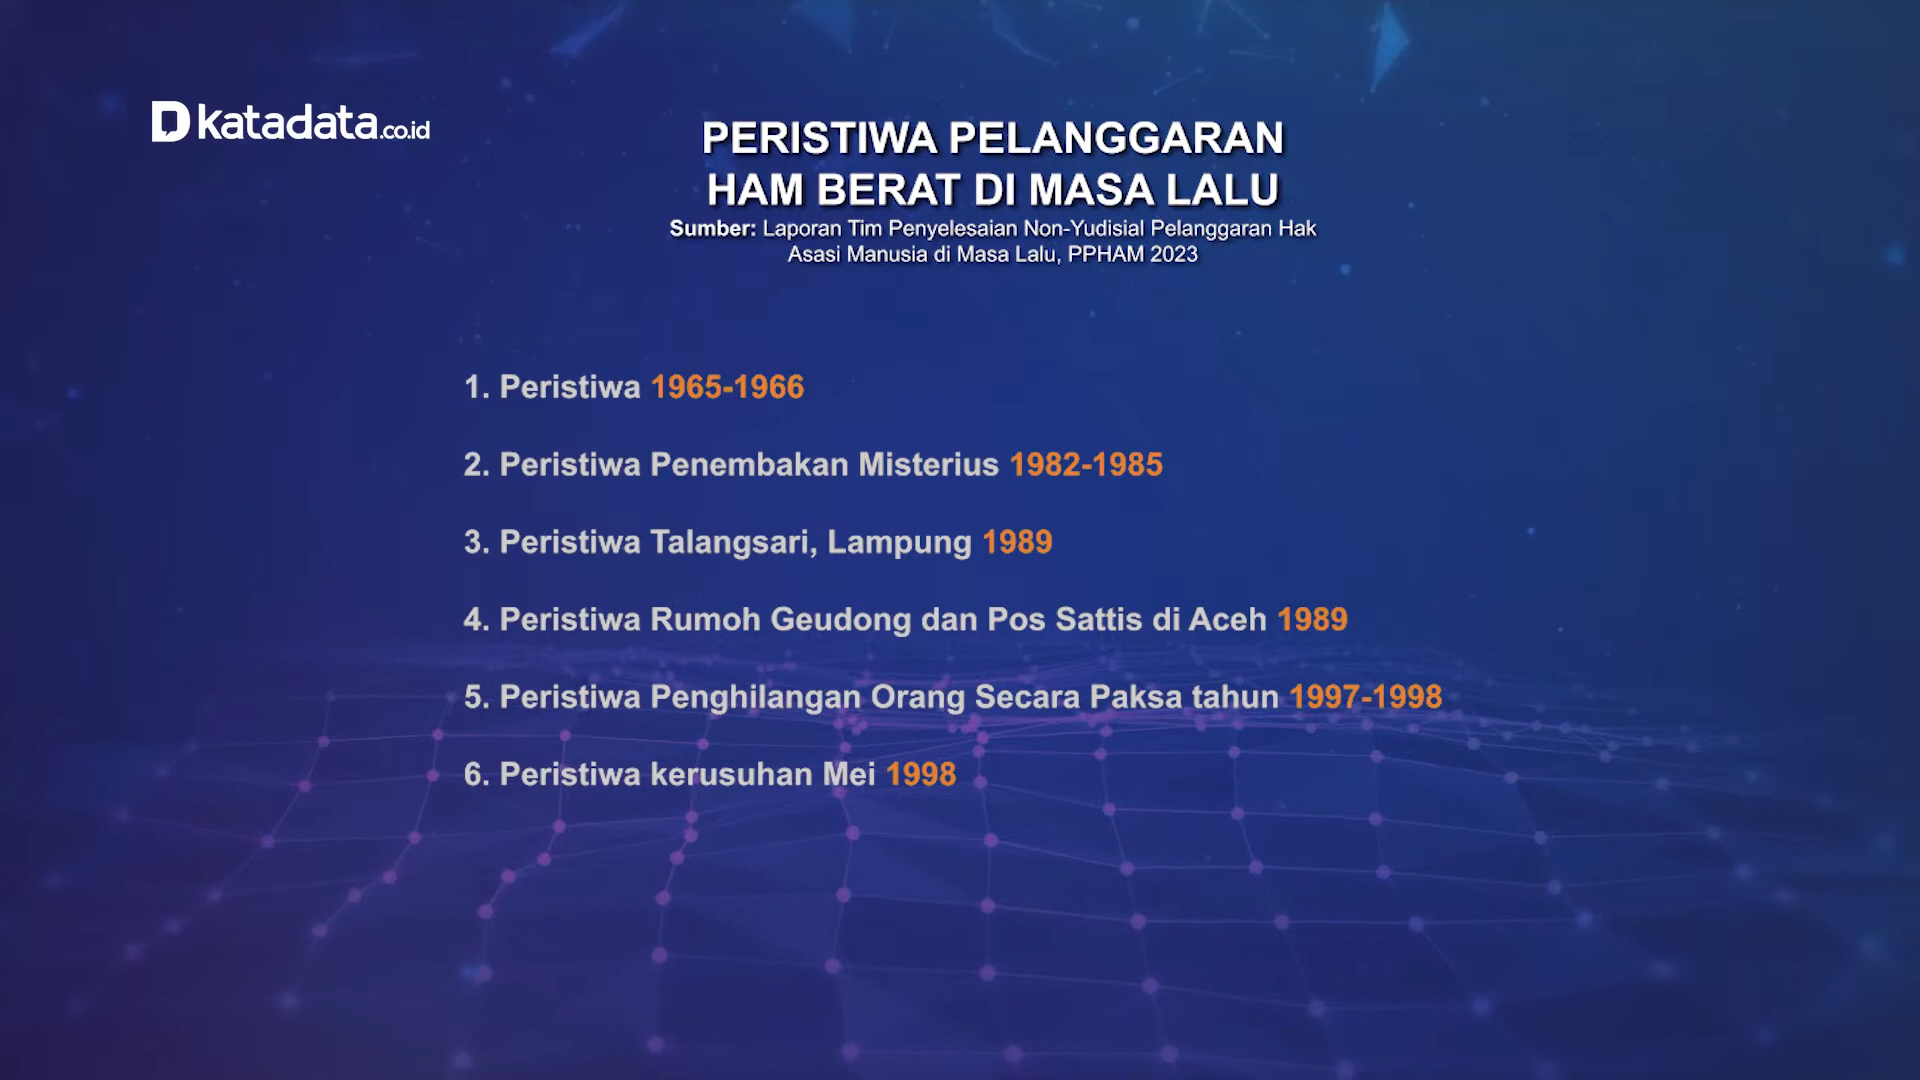 katadata.co.id
PERISTIWA PELANGGARAN
HAM BERAT DI MASA LALU
Sumber: Laporan Tim Penyelesaian Non-Yudisial Pelanggaran Hak
Asasi Manusia di Masa Lalu, PPHAM 2023
1. Peristiwa 1965-1966
2. Peristiwa Penembakan Misterius 1982-1985
3. Peristiwa Talangsari, Lampung 1989
4. Peristiwa Rumoh Geudong dan Pos Sattis di Aceh 1989
5. Peristiwa Penghilangan Orang Secara Paksa tahun 1997-1998
6. Peristiwa kerusuhan Mei 1998